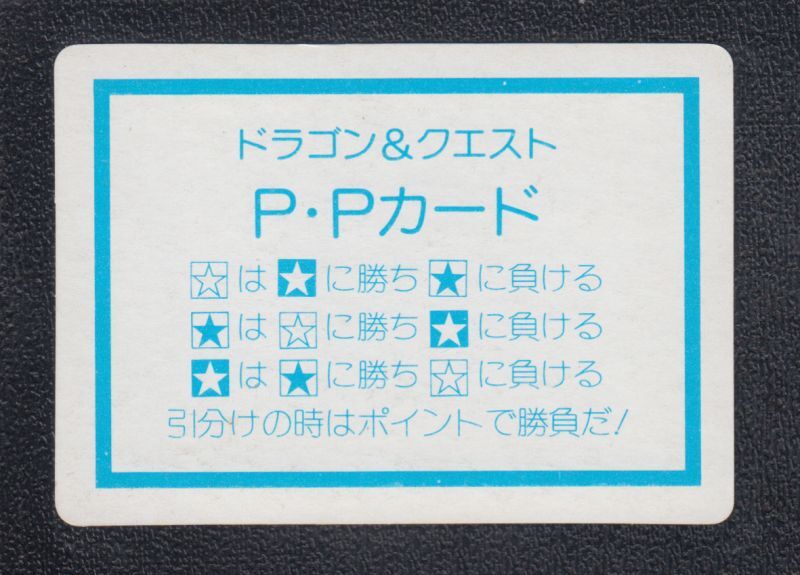 ドラゴン&クエスト
P・Pカード
☆は★に勝ち★に負ける
★は☆に勝ち★に負ける
★は★に勝ち☆に負ける
引分けの時はポイントで勝負だ!